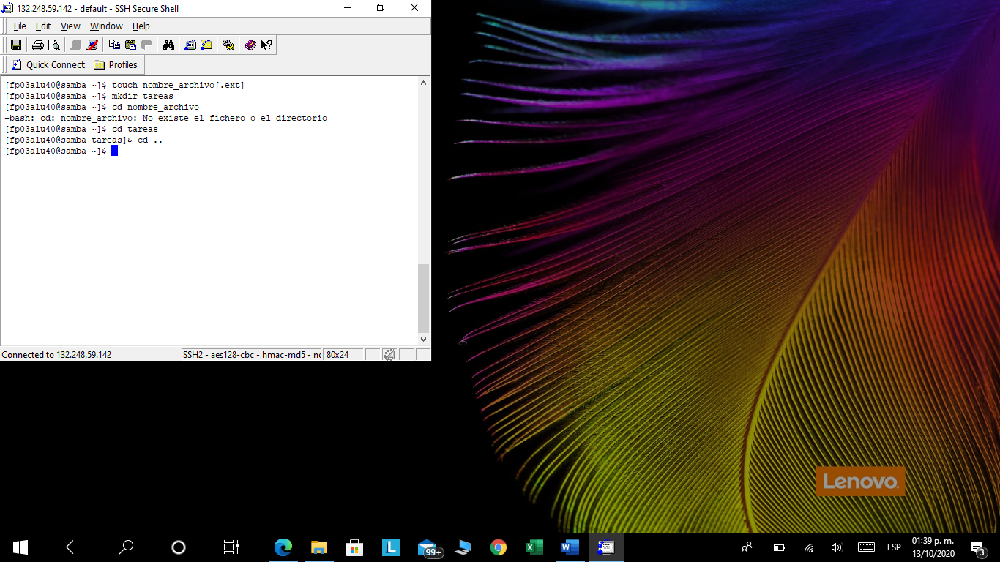 132.248.59.142 - default - SSH Secure Shell
File Edit View Window Help
Quick Connect Profiles
[fp03alu40@samba ~]$ touch nombre_archivo[.ext]
[fp03alu40@samba ~]$ mkdir tareas
[fp03alu40@samba ~]$ cd nombre_archivo
-bash: cd: nombre_archivo: No existe el fichero o el directorio
[fp03alu40@samba ~]$ cd tareas
[fp03alu40@samba tareas]$ cd ..
[fp03alu40@samba ~]$
Connected to 132.248.59.142 SSH2 - aes128-cbc - hmac-md5 - nc 80x24
Lenovo
L 99+ ESP 01:39 p. m.
13/10/2020 3